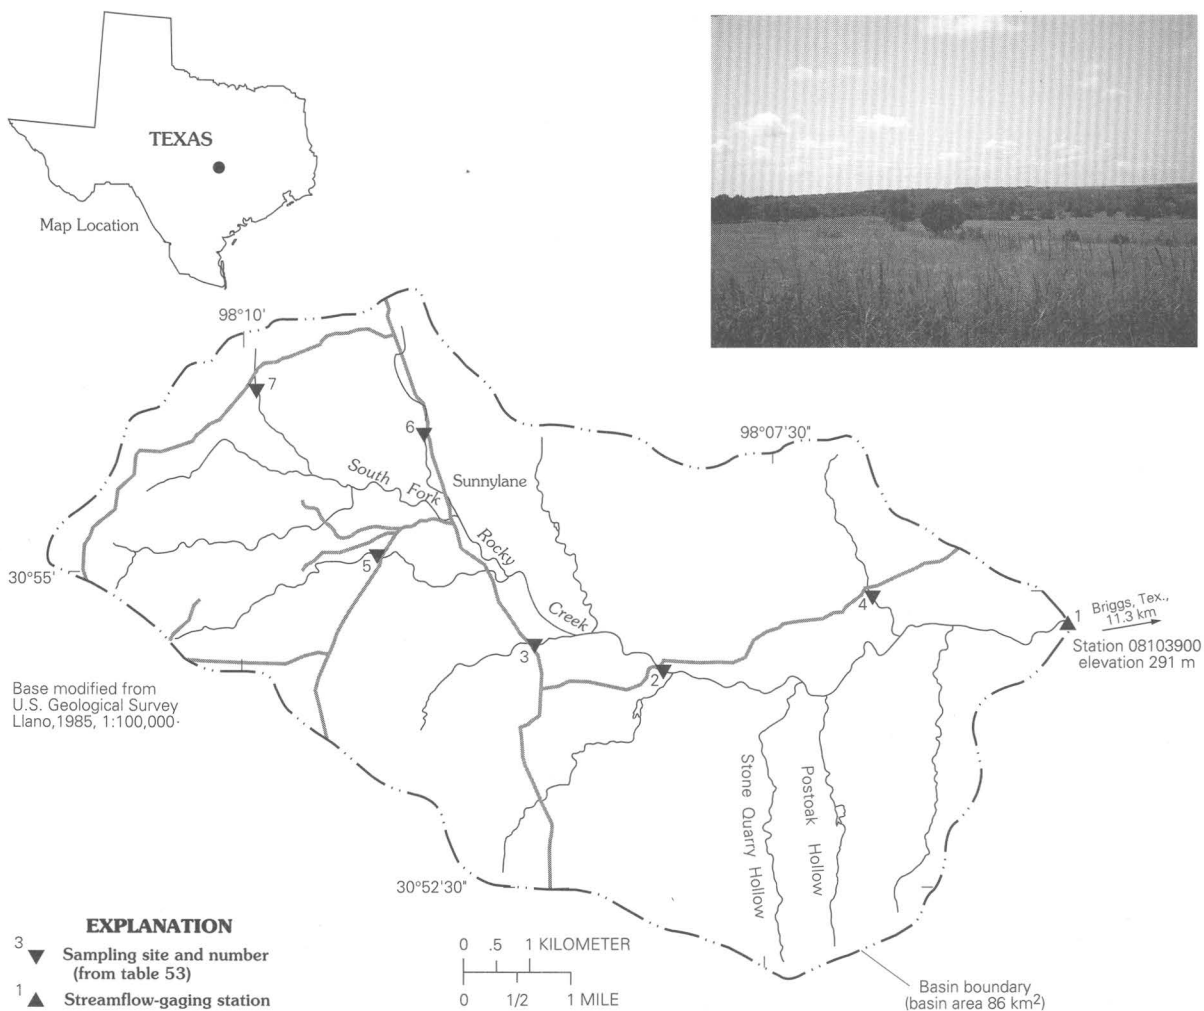 TEXAS
Map Location
98°10'
7
6
98°07'30"
South Fork
Sunnylane
Rocky
Creek
5
30°55'
4
1
Briggs, Tex.,
11.3 km
Station 08103900
elevation 291 m
3
2
Base modified from
U.S. Geological Survey
Llano,1985, 1:100,000
Stone Quarry Hollow
Postoak Hollow
30°52'30"
EXPLANATION
3 Sampling site and number
(from table 53)
1 Streamflow-gaging station
0 .5 1 KILOMETER
0 1/2 1 MILE
Basin boundary
(basin area 86 km²)